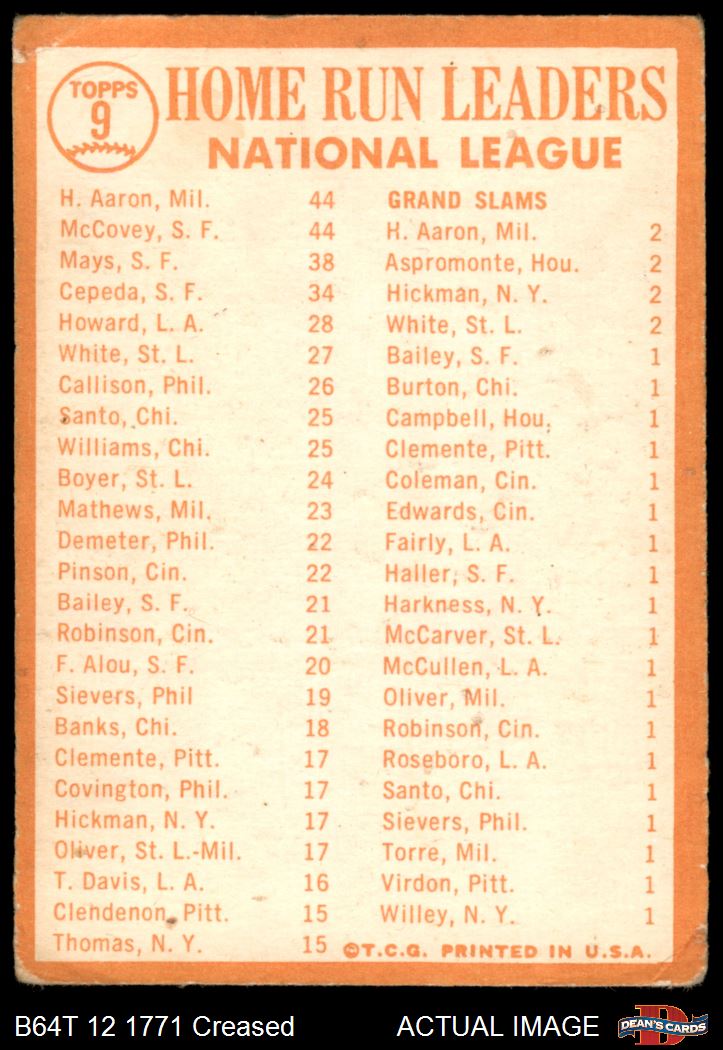 TOPPS
9
HOME RUN LEADERS
NATIONAL LEAGUE
H. Aaron, Mil. 44
McCovey, S. F. 44
Mays, S. F. 38
Cepeda, S. F. 34
Howard, L. A. 28
White, St. L. 27
Callison, Phil. 26
Santo, Chi. 25
Williams, Chi. 25
Boyer, St. L. 24
Mathews, Mil. 23
Demeter, Phil. 22
Pinson, Cin. 22
Bailey, S. F. 21
Robinson, Cin. 21
F. Alou, S. F. 20
Sievers, Phil 19
Banks, Chi. 18
Clemente, Pitt. 17
Covington, Phil. 17
Hickman, N. Y. 17
Oliver, St. L.-Mil. 17
T. Davis, L. A. 16
Clendenon, Pitt. 15
Thomas, N. Y. 15
GRAND SLAMS
H. Aaron, Mil. 2
Aspromonte, Hou. 2
Hickman, N. Y. 2
White, St. L. 2
Bailey, S. F. 1
Burton, Chi. 1
Campbell, Hou. 1
Clemente, Pitt. 1
Coleman, Cin. 1
Edwards, Cin. 1
Fairly, L. A. 1
Haller, S. F. 1
Harkness, N. Y. 1
McCarver, St. L. 1
McCullen, L. A. 1
Oliver, Mil. 1
Robinson, Cin. 1
Roseboro, L. A. 1
Santo, Chi. 1
Sievers, Phil. 1
Torre, Mil. 1
Virdon, Pitt. 1
Willey, N. Y. 1
©T.C.G. PRINTED IN U.S.A.
B64T 12 1771 Creased
ACTUAL IMAGE
D
DEAN'S CARDS